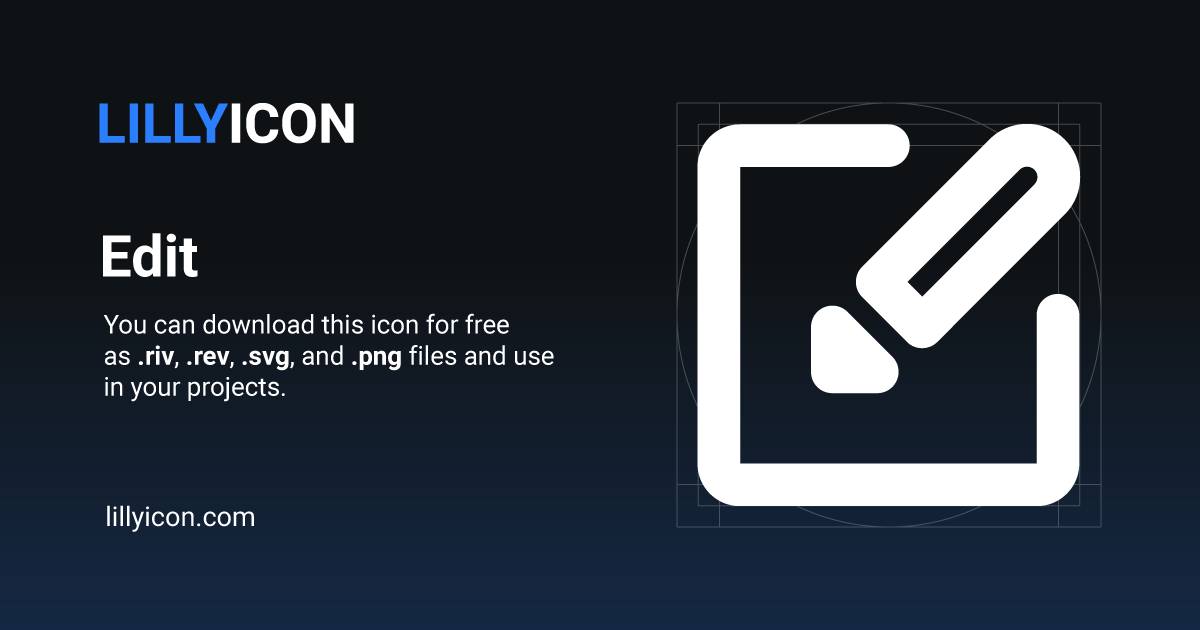 LILLYICON
Edit
You can download this icon for free
as .riv, .rev, .svg, and .png files and use
in your projects.
lillyicon.com